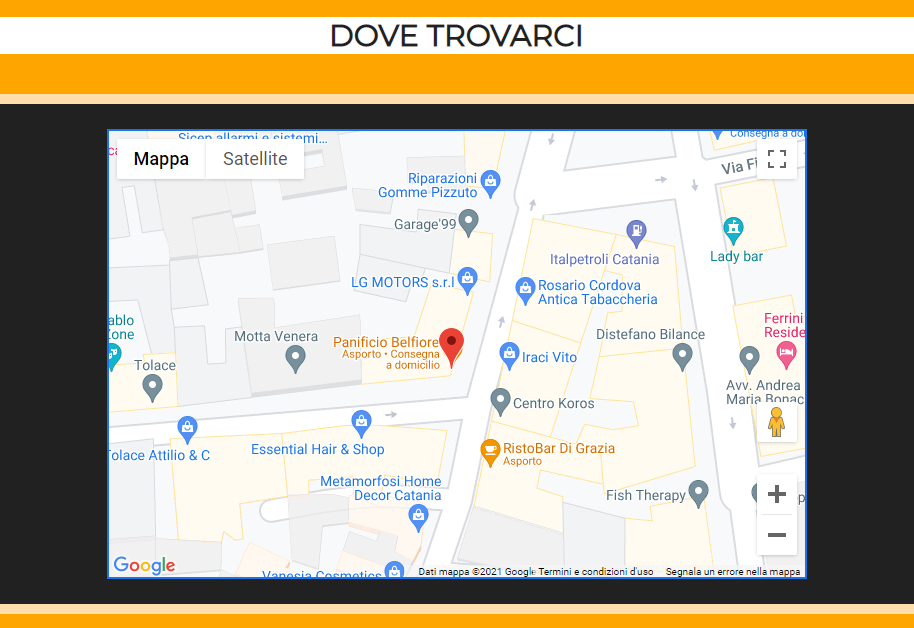 DOVE TROVARCI
Sicep allarmi e sistemi...
Consegna a do
Mappa
Satellite
Via Fi
Riparazioni
Gomme Pizzuto
Garage'99
Lady bar
Italpetroli Catania
LG MOTORS s.r.l
Rosario Cordova
Antica Tabaccheria
Ferrini
Reside
Motta Venera
Distefano Bilance
Panificio Belfiore
Asporto • Consegna
a domicilio
Iraci Vito
Tolace
Avv. Andrea
Maria Bonac
Centro Koros
Essential Hair & Shop
RistoBar Di Grazia
Asporto
Tolace Attilio & C
Metamorfosi Home
Decor Catania
Fish Therapy
Vanesia Cosmetics
Google
Dati mappa ©2021 Google
Termini e condizioni d'uso
Segnala un errore nella mappa